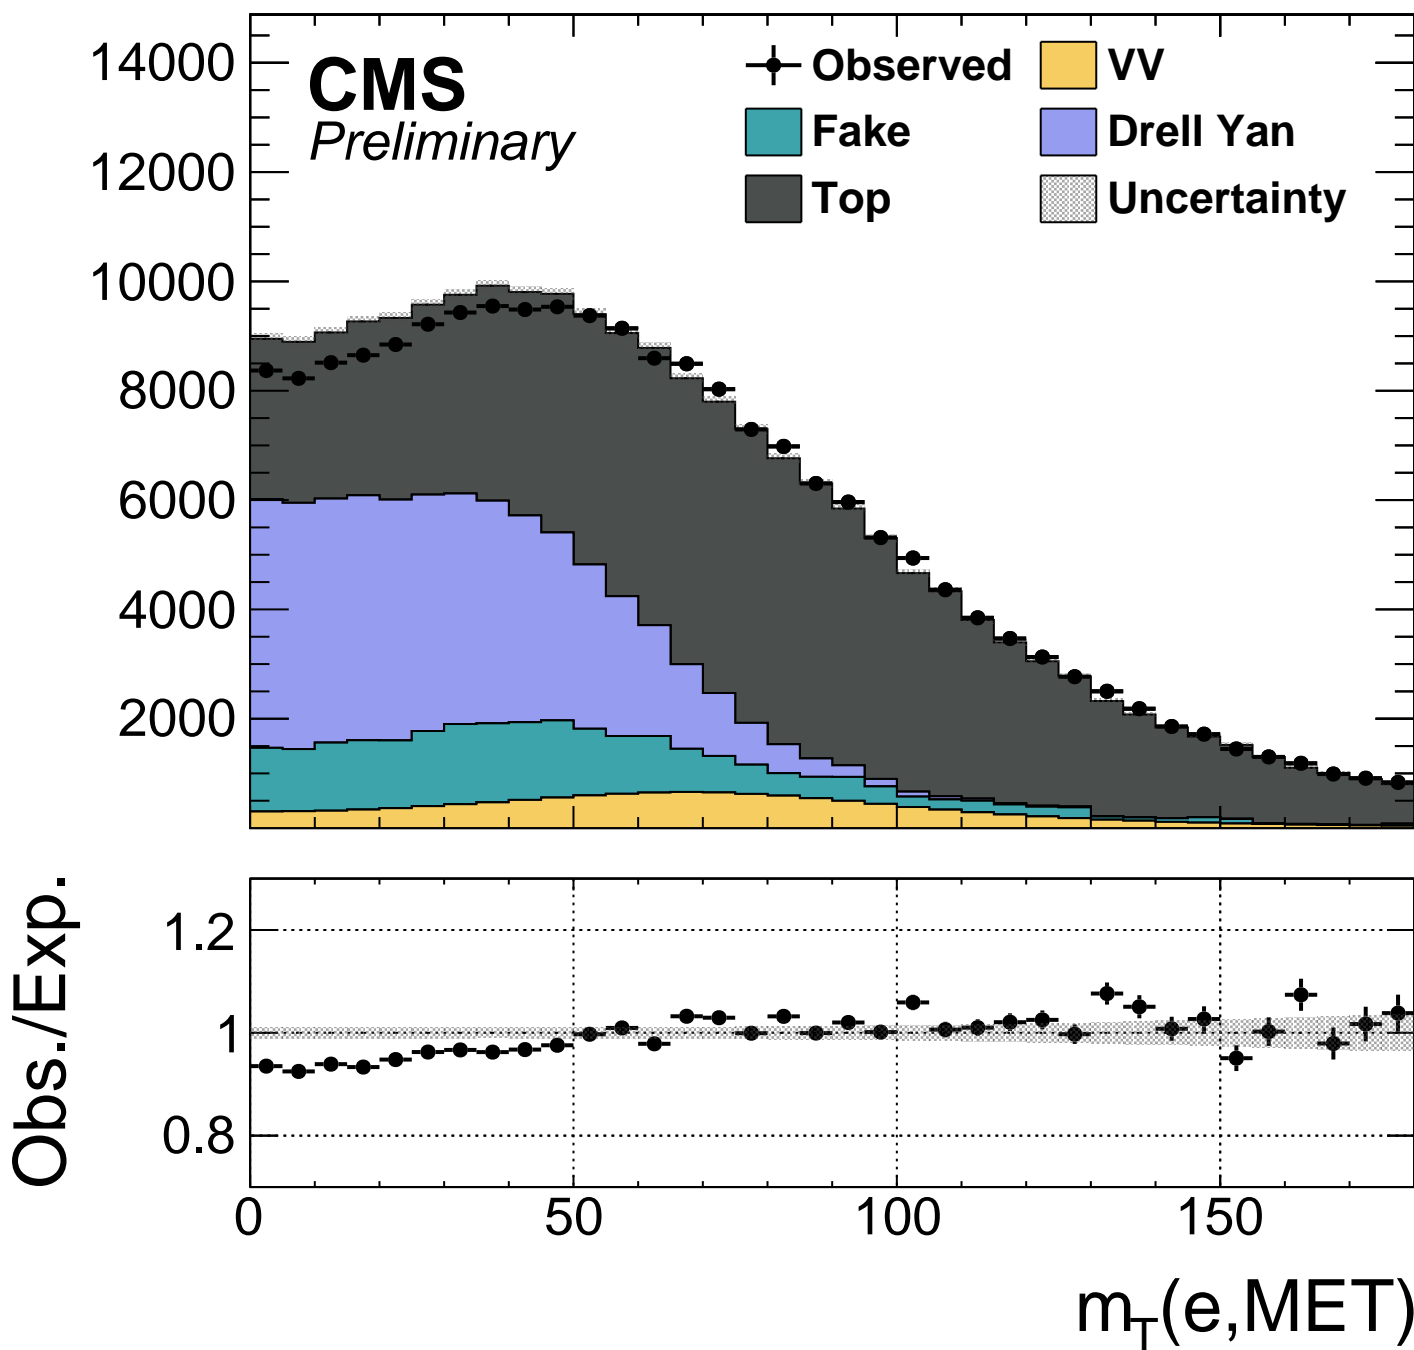 CMS
Preliminary
Observed
VV
Fake
Drell Yan
Top
Uncertainty
14000
12000
10000
8000
6000
4000
2000
Obs./Exp.
1.2
1
0.8
0
50
100
150
m_T(e,MET)